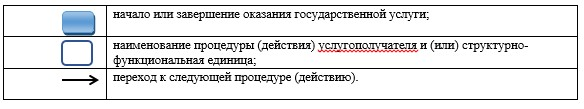 начало или завершение оказания государственной услуги;
наименование процедуры (действия) услугополучателя и (или) структурно-
функциональная единица;
переход к следующей процедуре (действию).